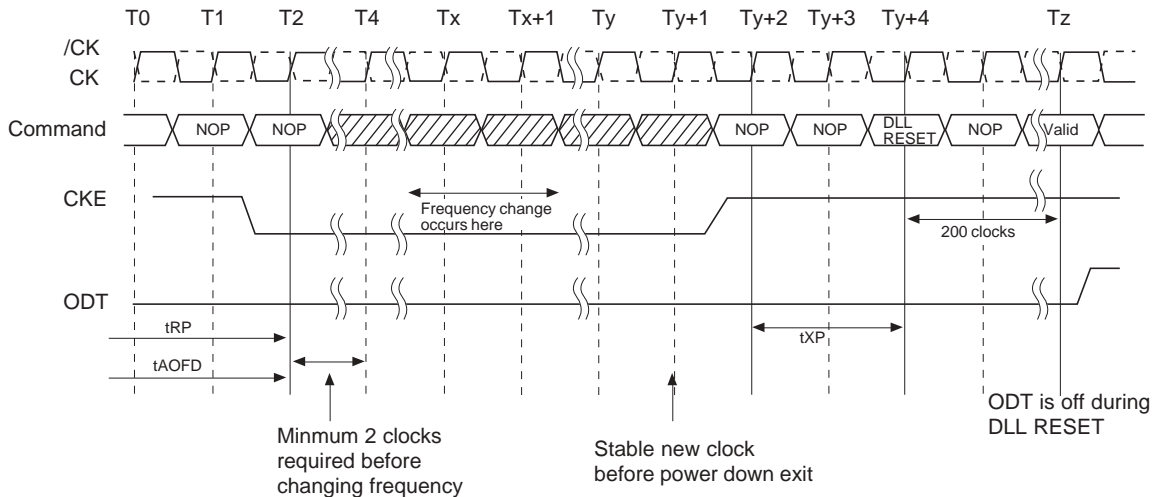 T0 T1 T2 T4 Tx Tx+1 Ty Ty+1 Ty+2 Ty+3 Ty+4 Tz
/CK
CK
Command NOP NOP NOP NOP DLL RESET NOP Valid
CKE
Frequency change
occurs here
200 clocks
ODT
tRP
tXP
tAOFD
Minmum 2 clocks
required before
changing frequency
Stable new clock
before power down exit
ODT is off during
DLL RESET